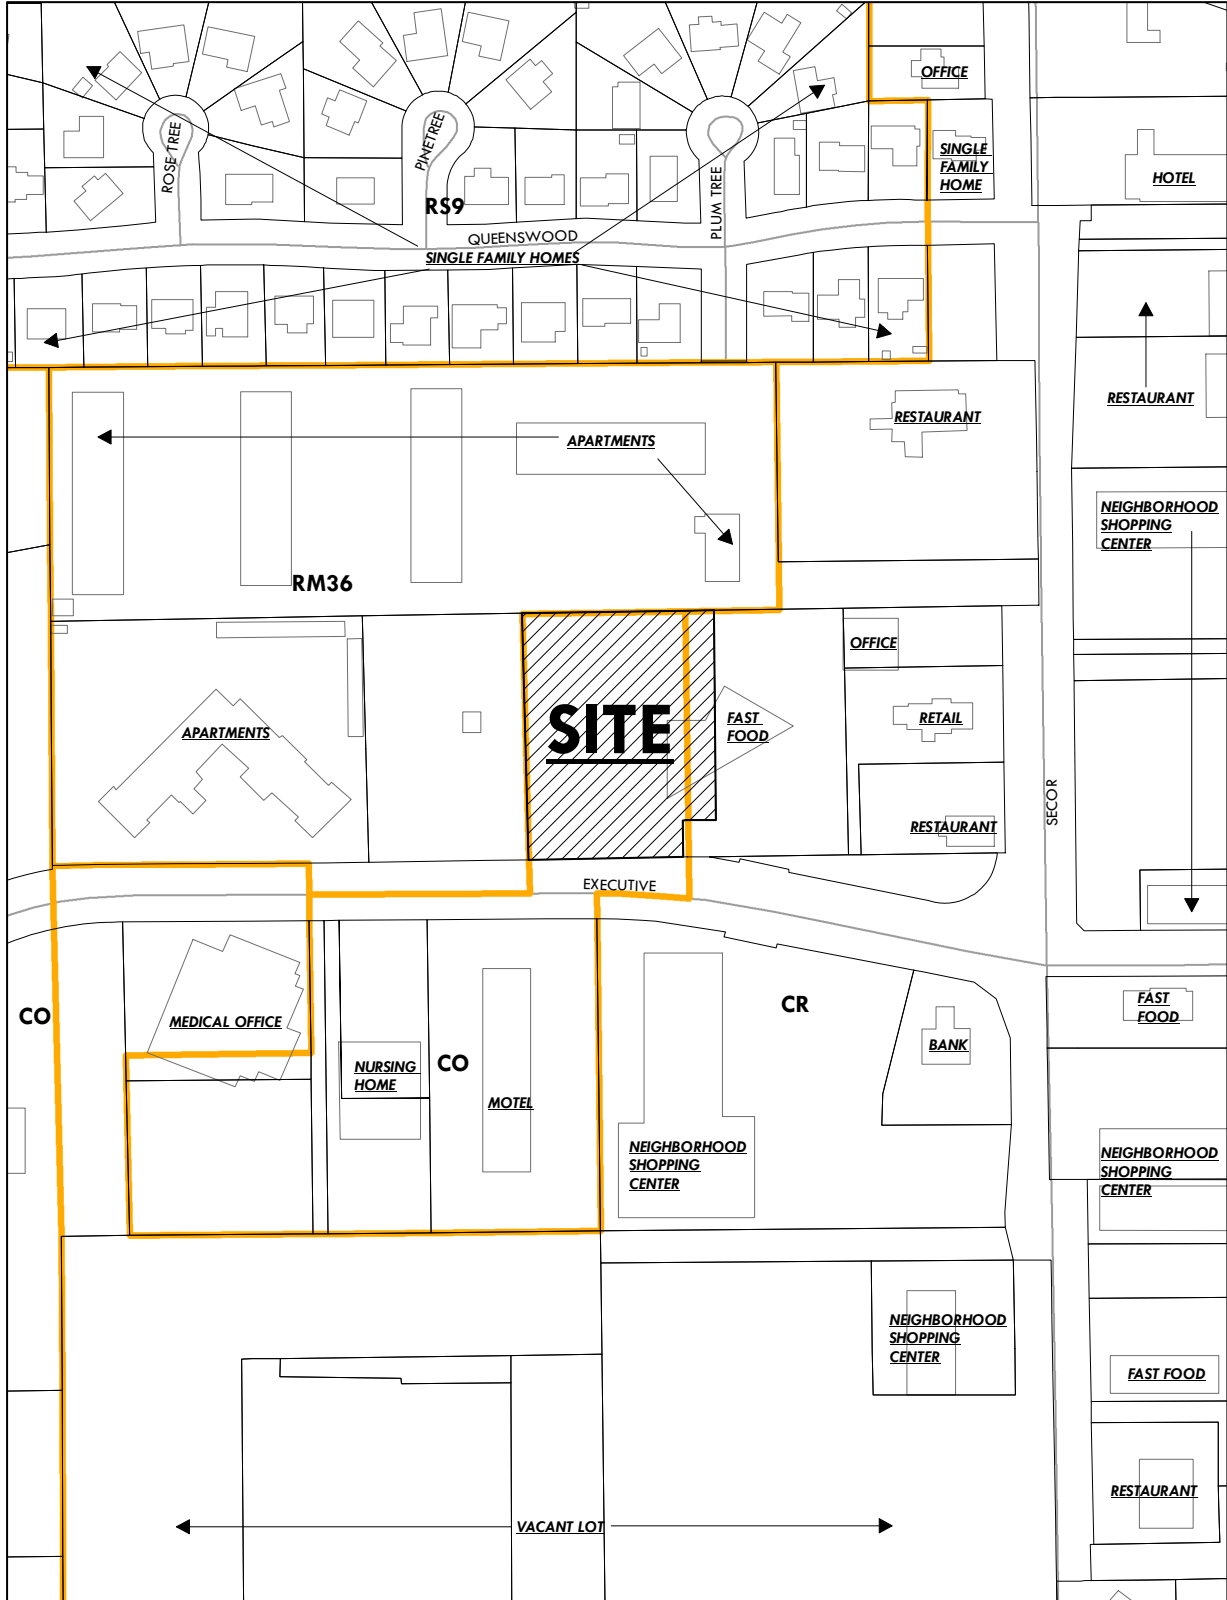 OFFICE
ROSE TREE
PINETREE
PLUM TREE
SINGLE
FAMILY
HOME
HOTEL
RS9
QUEENSWOOD
SINGLE FAMILY HOMES
RESTAURANT
RESTAURANT
APARTMENTS
NEIGHBORHOOD
SHOPPING
CENTER
RM36
OFFICE
SITE
FAST
FOOD
RETAIL
APARTMENTS
SECOR
RESTAURANT
EXECUTIVE
CO
MEDICAL OFFICE
CR
FAST
FOOD
BANK
NURSING
HOME
CO
MOTEL
NEIGHBORHOOD
SHOPPING
CENTER
NEIGHBORHOOD
SHOPPING
CENTER
NEIGHBORHOOD
SHOPPING
CENTER
FAST FOOD
RESTAURANT
VACANT LOT